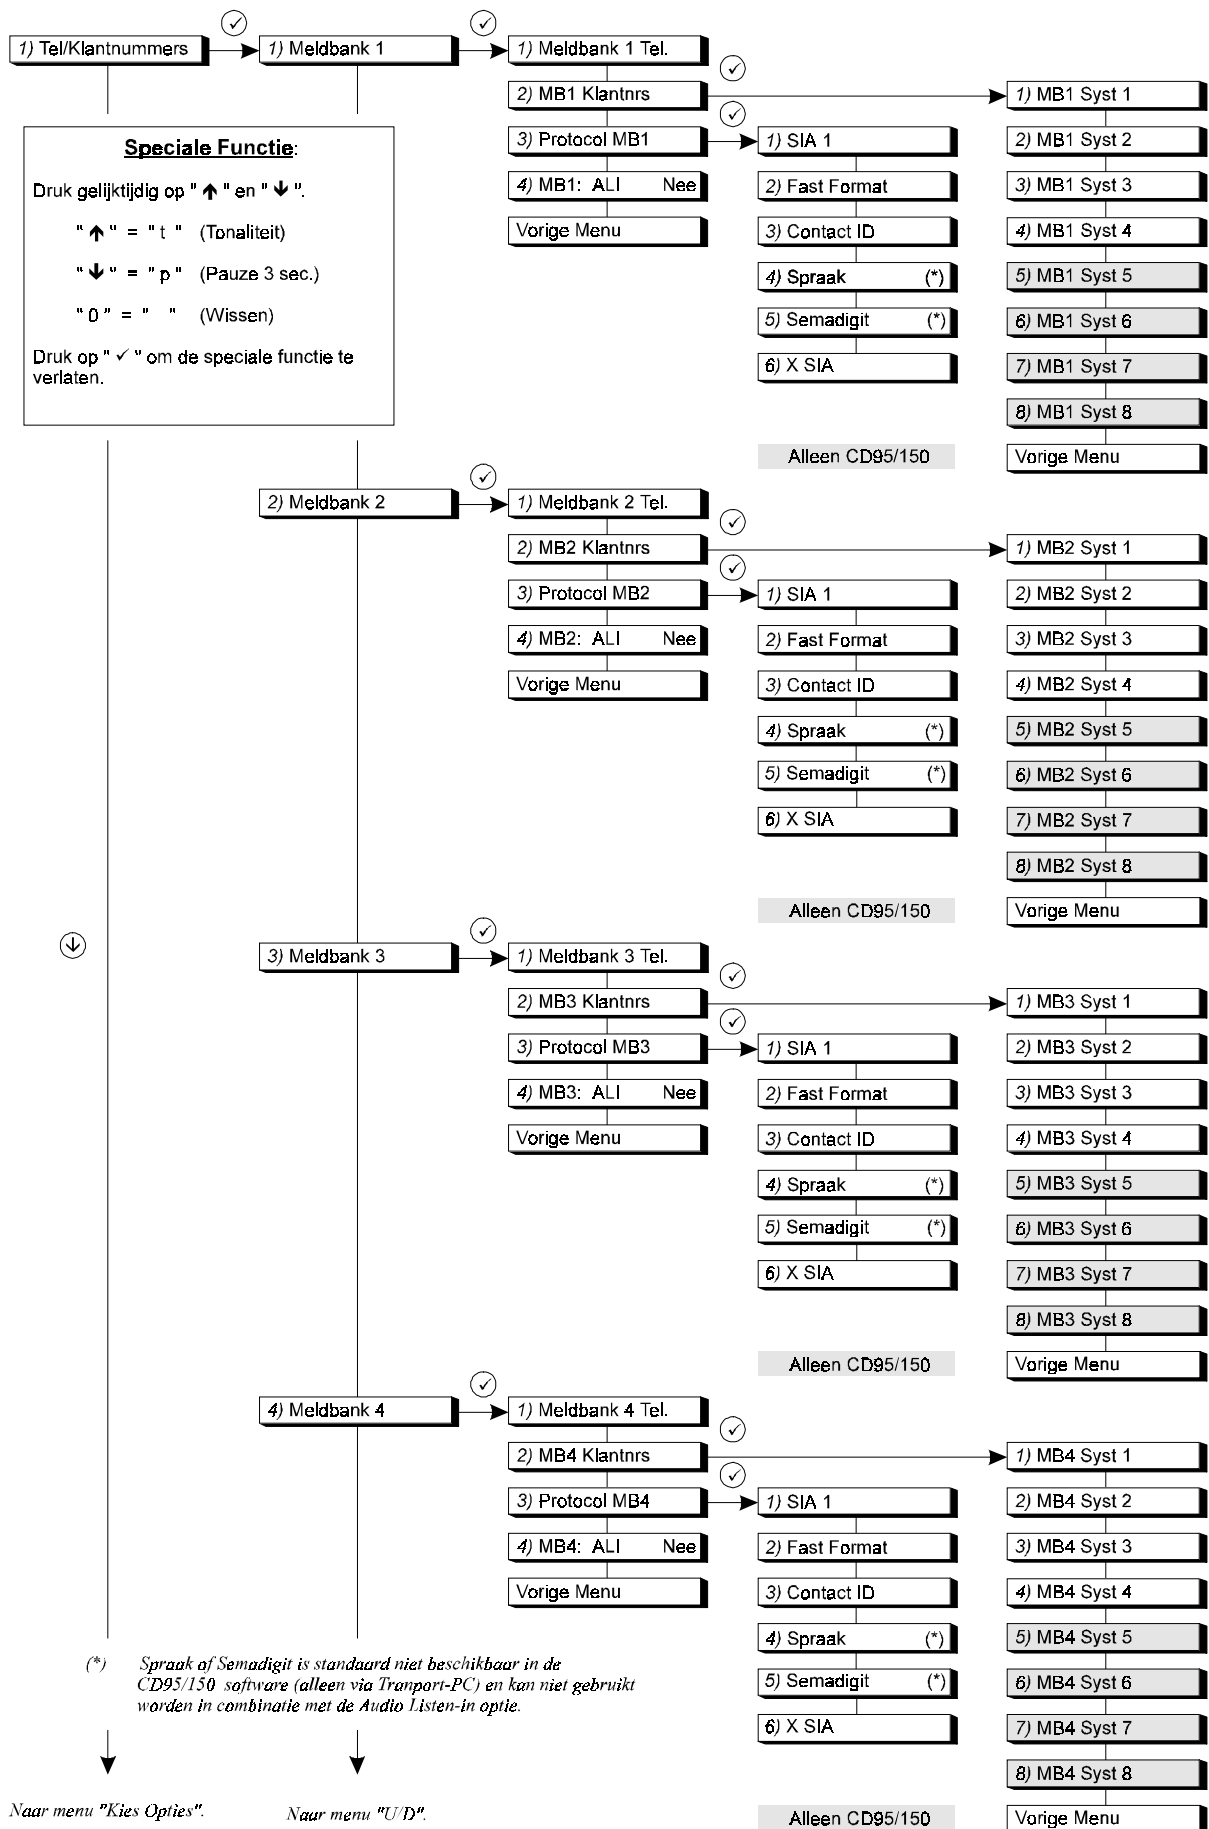 1) Tel/Klantnummers
1) Meldbank 1
1) Meldbank 1 Tel.
2) MB1 Klantnrs
3) Protocol MB1
4) MB1: ALI Nee
Vorige Menu
1) SIA 1
2) Fast Format
3) Contact ID
4) Spraak (*)
5) Semadigit (*)
6) X SIA
Alleen CD95/150
1) MB1 Syst 1
2) MB1 Syst 2
3) MB1 Syst 3
4) MB1 Syst 4
5) MB1 Syst 5
6) MB1 Syst 6
7) MB1 Syst 7
8) MB1 Syst 8
Vorige Menu
Speciale Functie:
Druk gelijktijdig op " ↑ " en " ↓ ".
" ↑ " = " t " (Tonaliteit)
" ↓ " = " p " (Pauze 3 sec.)
" 0 " = " " (Wissen)
Druk op " ✓ " om de speciale functie te
verlaten.
2) Meldbank 2
1) Meldbank 2 Tel.
2) MB2 Klantnrs
3) Protocol MB2
4) MB2: ALI Nee
Vorige Menu
1) SIA 1
2) Fast Format
3) Contact ID
4) Spraak (*)
5) Semadigit (*)
6) X SIA
Alleen CD95/150
1) MB2 Syst 1
2) MB2 Syst 2
3) MB2 Syst 3
4) MB2 Syst 4
5) MB2 Syst 5
6) MB2 Syst 6
7) MB2 Syst 7
8) MB2 Syst 8
Vorige Menu
3) Meldbank 3
1) Meldbank 3 Tel.
2) MB3 Klantnrs
3) Protocol MB3
4) MB3: ALI Nee
Vorige Menu
1) SIA 1
2) Fast Format
3) Contact ID
4) Spraak (*)
5) Semadigit (*)
6) X SIA
Alleen CD95/150
1) MB3 Syst 1
2) MB3 Syst 2
3) MB3 Syst 3
4) MB3 Syst 4
5) MB3 Syst 5
6) MB3 Syst 6
7) MB3 Syst 7
8) MB3 Syst 8
Vorige Menu
4) Meldbank 4
1) Meldbank 4 Tel.
2) MB4 Klantnrs
3) Protocol MB4
4) MB4: ALI Nee
Vorige Menu
1) SIA 1
2) Fast Format
3) Contact ID
4) Spraak (*)
5) Semadigit (*)
6) X SIA
Alleen CD95/150
1) MB4 Syst 1
2) MB4 Syst 2
3) MB4 Syst 3
4) MB4 Syst 4
5) MB4 Syst 5
6) MB4 Syst 6
7) MB4 Syst 7
8) MB4 Syst 8
Vorige Menu
(*) Spraak of Semadigit is standaard niet beschikbaar in de
CD95/150 software (alleen via Tranport-PC) en kan niet gebruikt
worden in combinatie met de Audio Listen-in optie.
Naar menu "Kies Opties".
Naar menu "U/D".